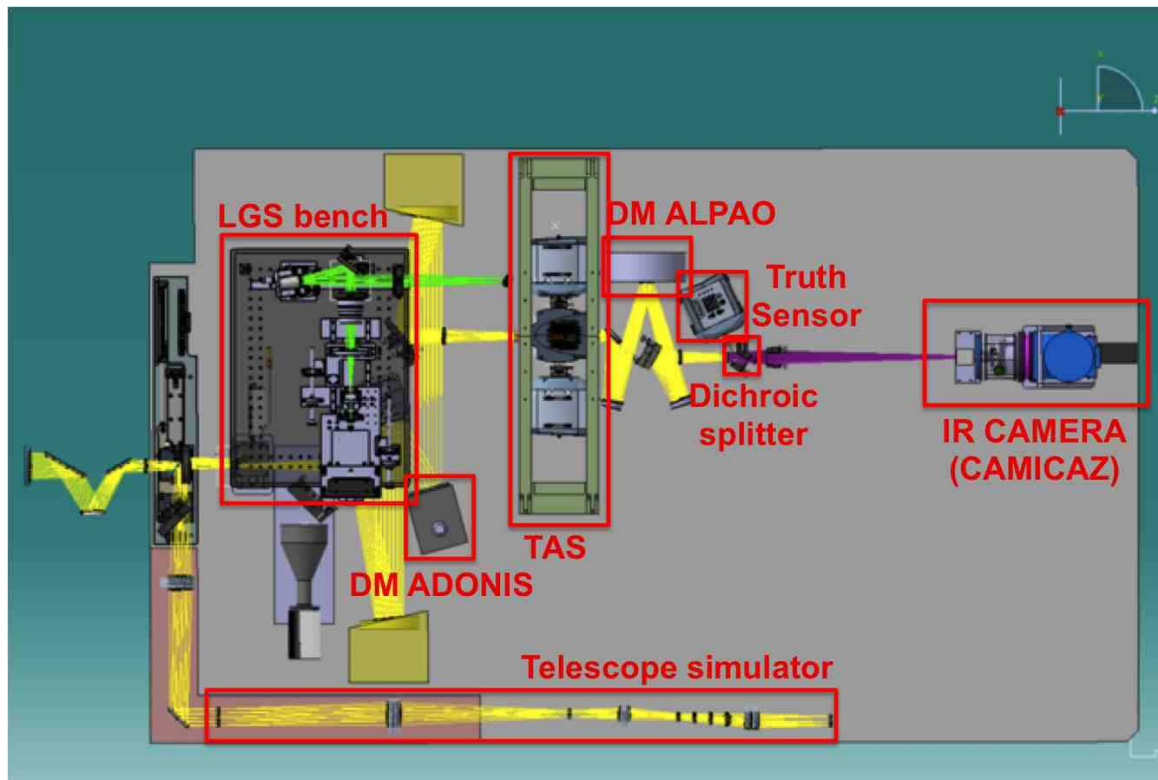 LGS bench
DM ALPAO
Truth
Sensor
Dichroic
splitter
IR CAMERA
(CAMICAZ)
TAS
DM ADONIS
Telescope simulator